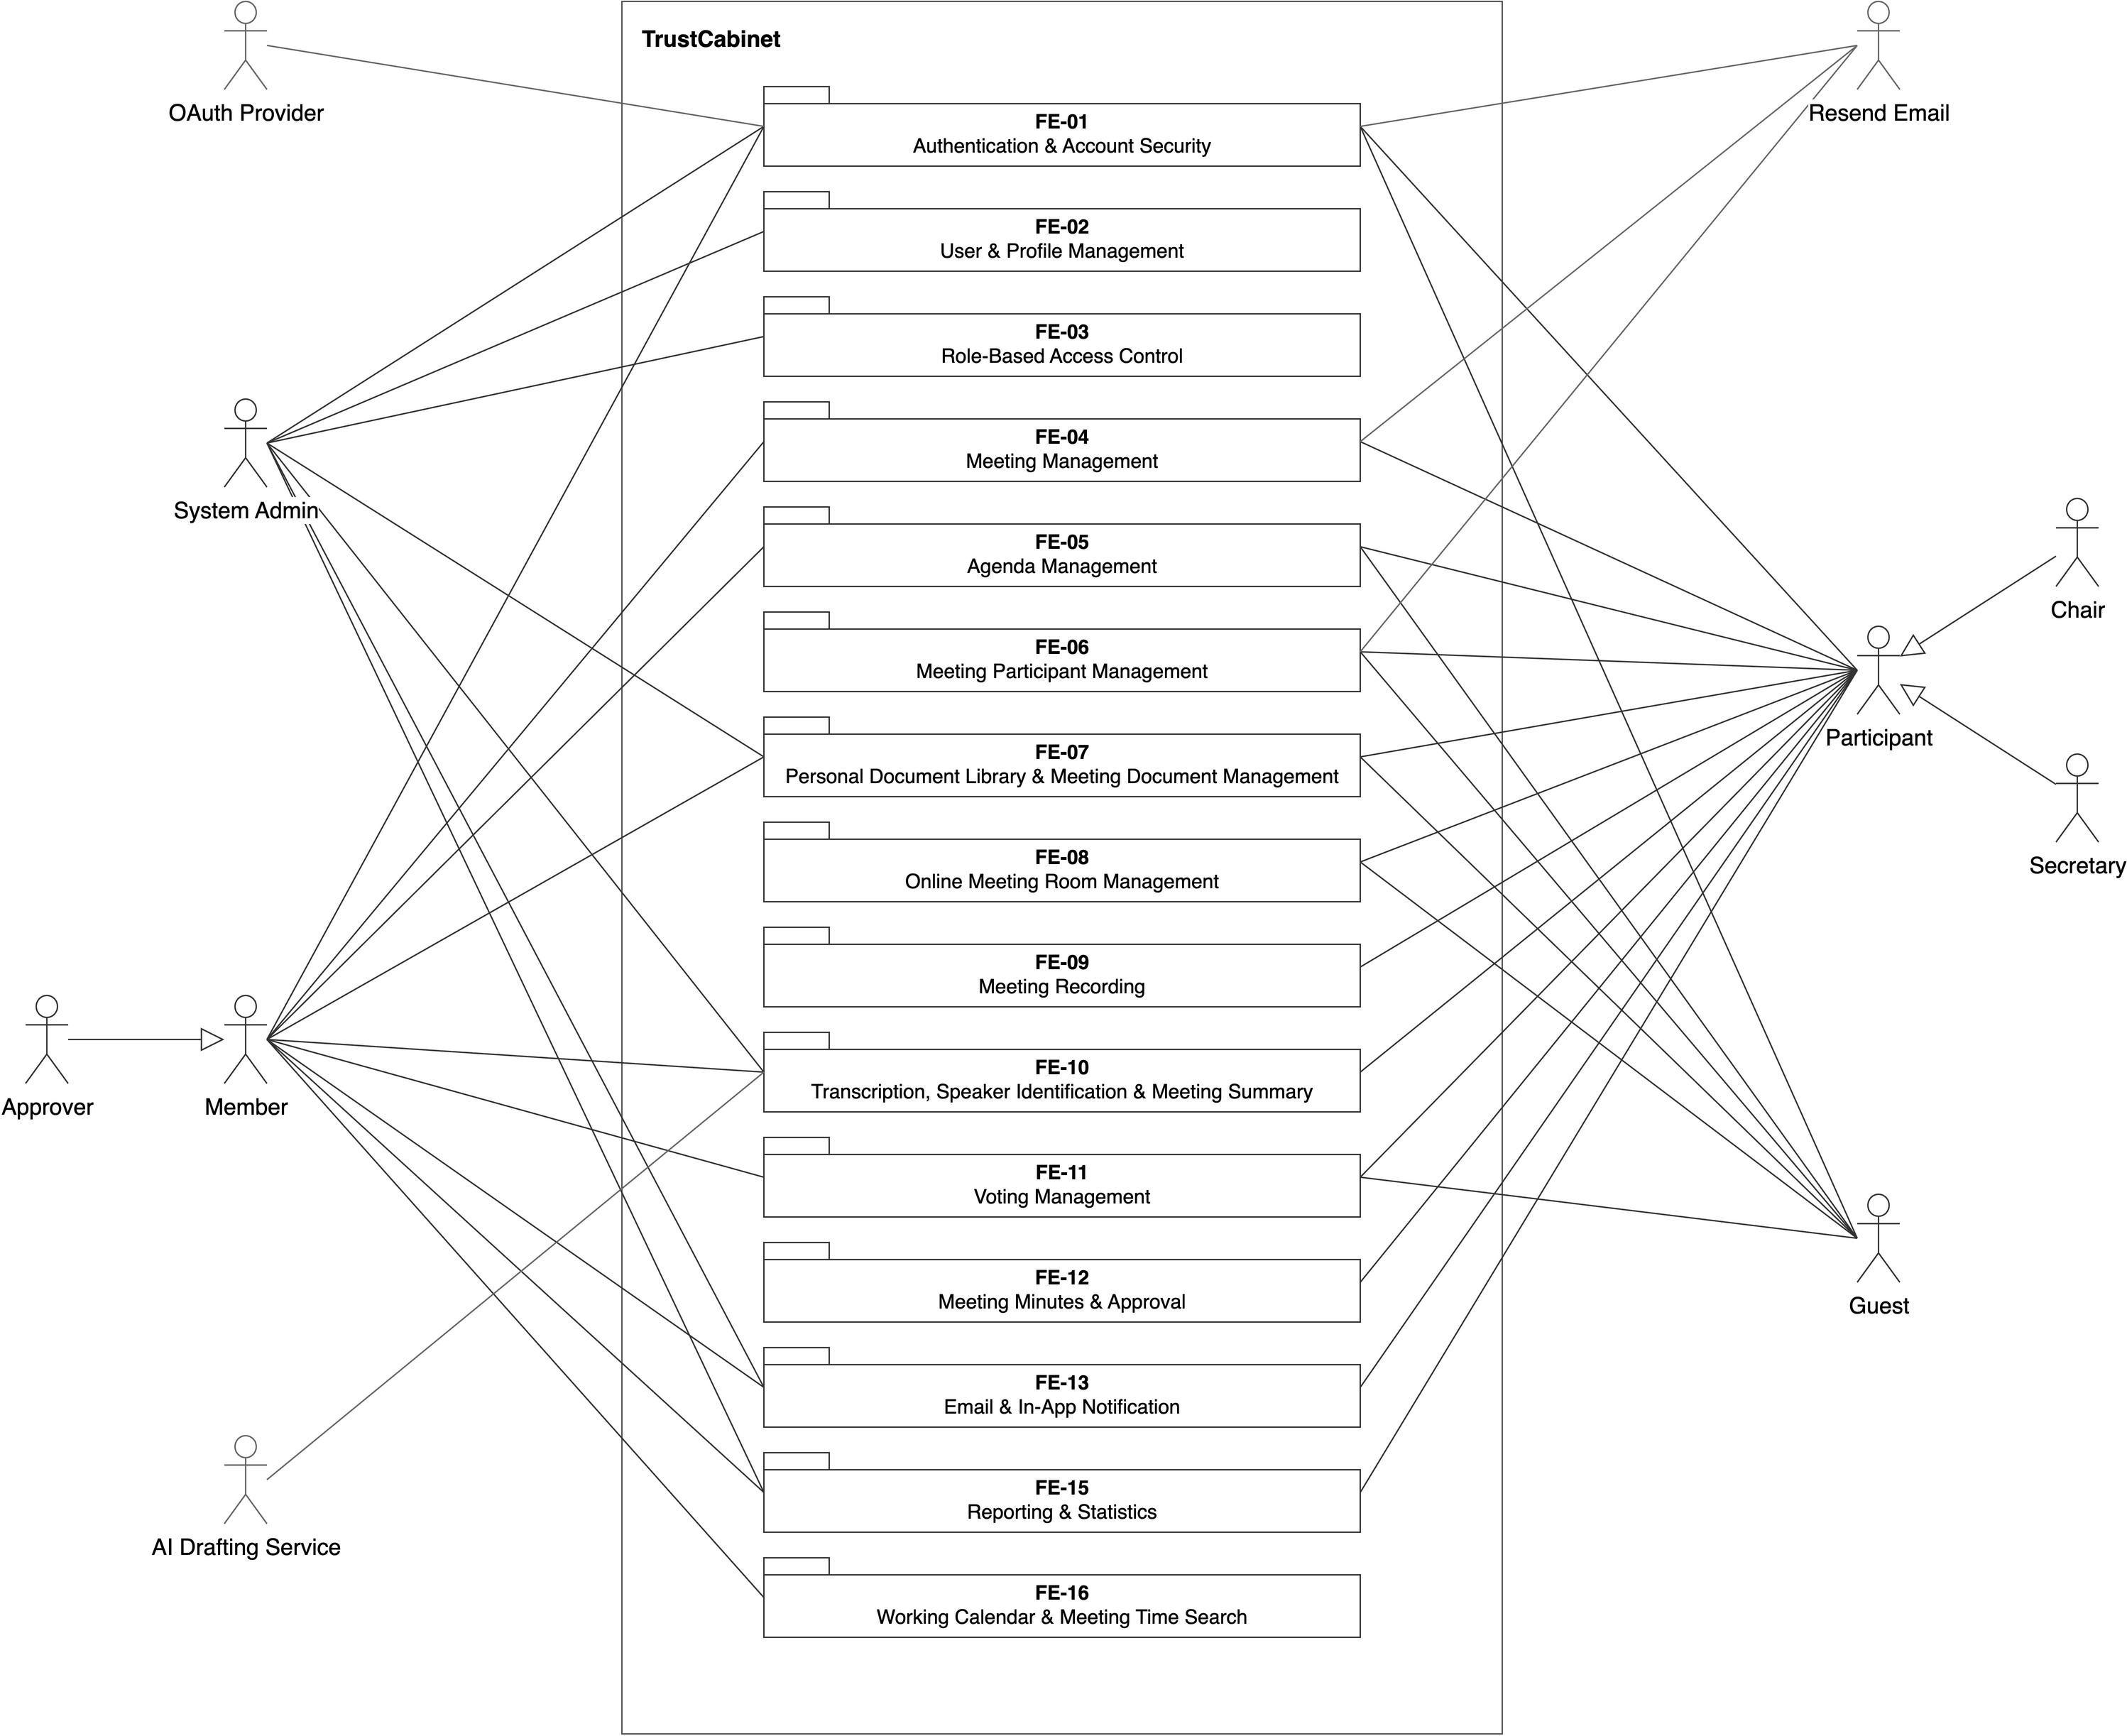 TrustCabinet
OAuth Provider
Resend Email
FE-01
Authentication & Account Security
FE-02
User & Profile Management
FE-03
Role-Based Access Control
System Admin
FE-04
Meeting Management
FE-05
Agenda Management
Chair
FE-06
Meeting Participant Management
Participant
FE-07
Personal Document Library & Meeting Document Management
Secretary
FE-08
Online Meeting Room Management
FE-09
Meeting Recording
Approver
Member
FE-10
Transcription, Speaker Identification & Meeting Summary
FE-11
Voting Management
FE-12
Meeting Minutes & Approval
Guest
FE-13
Email & In-App Notification
FE-15
Reporting & Statistics
AI Drafting Service
FE-16
Working Calendar & Meeting Time Search